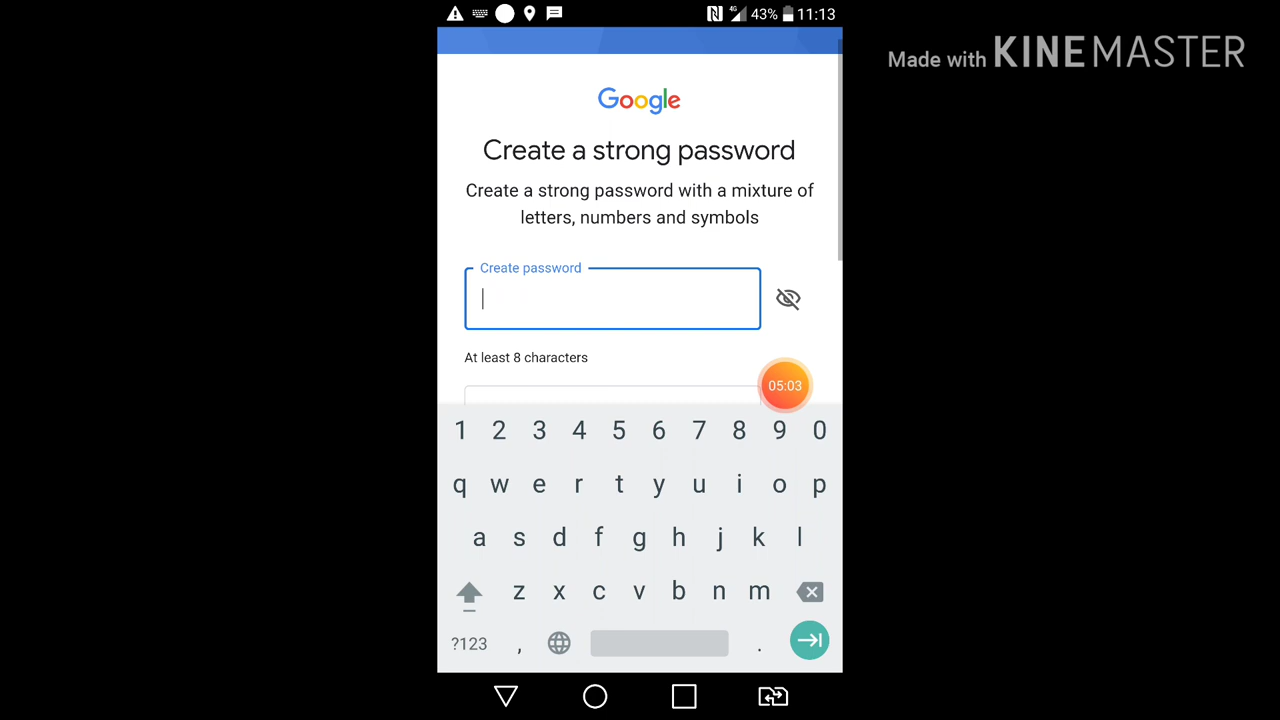 43% 11:13
Made with KINEMASTER
Google
Create a strong password
Create a strong password with a mixture of
letters, numbers and symbols
Create password
At least 8 characters
05:03
1 2 3 4 5 6 7 8 9 0
q w e r t y u i o p
a s d f g h j k l
z x c v b n m
?123 , .